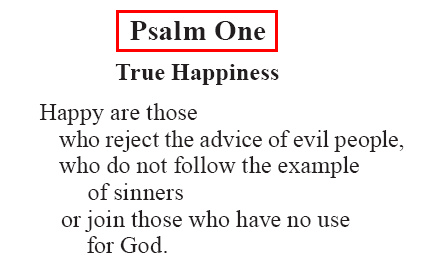 Psalm One
True Happiness
Happy are those
who reject the advice of evil people,
who do not follow the example
of sinners
or join those who have no use
for God.